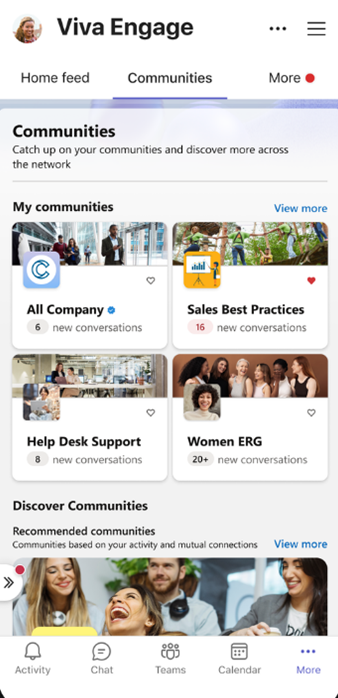 Viva Engage
Home feed
Communities
More
Communities
Catch up on your communities and discover more across
the network
My communities
View more
All Company
6 new conversations
Sales Best Practices
16 new conversations
Help Desk Support
8 new conversations
Women ERG
20+ new conversations
Discover Communities
Recommended communities
Communities based on your activity and mutual connections
View more
Activity
Chat
Teams
Calendar
More